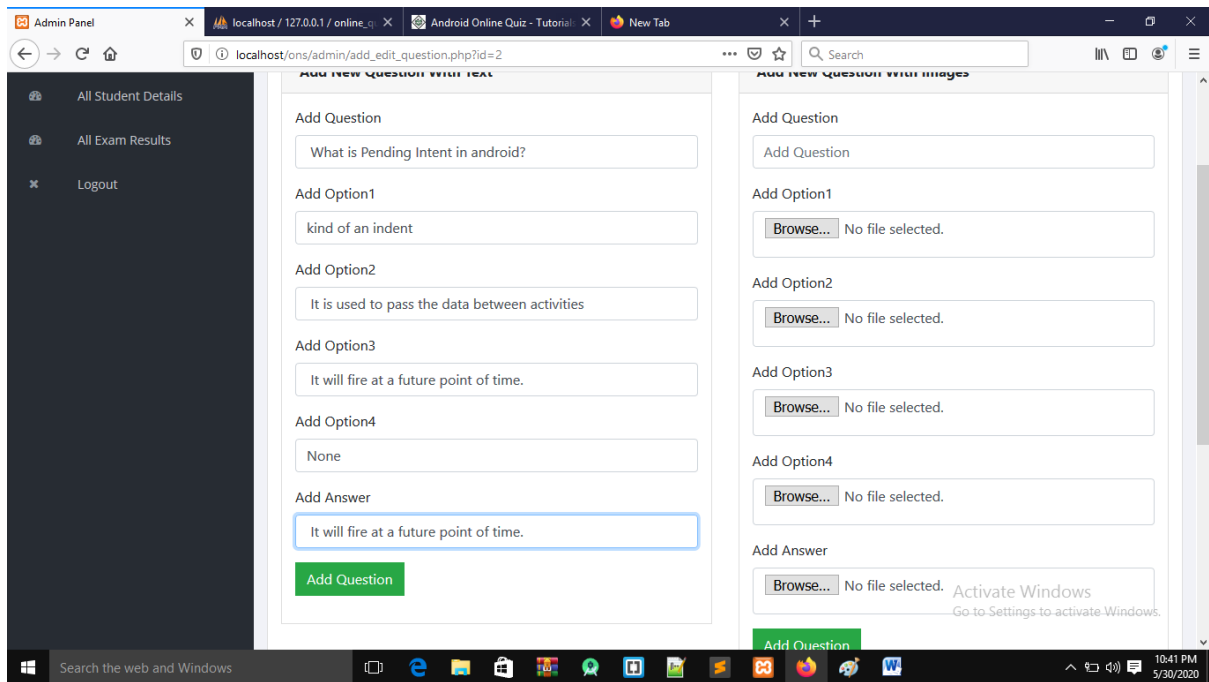 Admin Panel
localhost / 127.0.0.1 / online_q
Android Online Quiz - Tutorials
New Tab
localhost/ons/admin/add_edit_question.php?id=2
Search
All Student Details
All Exam Results
Logout
Add New Question With Text
Add Question
What is Pending Intent in android?
Add Option1
kind of an indent
Add Option2
It is used to pass the data between activities
Add Option3
It will fire at a future point of time.
Add Option4
None
Add Answer
It will fire at a future point of time.
Add Question
Add New Question With Images
Add Question
Add Question
Add Option1
Browse... No file selected.
Add Option2
Browse... No file selected.
Add Option3
Browse... No file selected.
Add Option4
Browse... No file selected.
Add Answer
Browse... No file selected.
Add Question
Activate Windows
Go to Settings to activate Windows.
Search the web and Windows
10:41 PM
5/30/2020